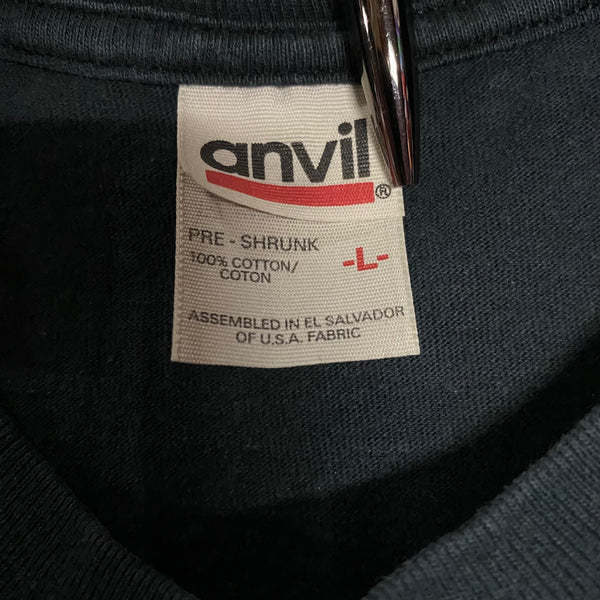 anvil®
PRE - SHRUNK
100% COTTON/
COTON
-L-
ASSEMBLED IN EL SALVADOR
OF U.S.A. FABRIC